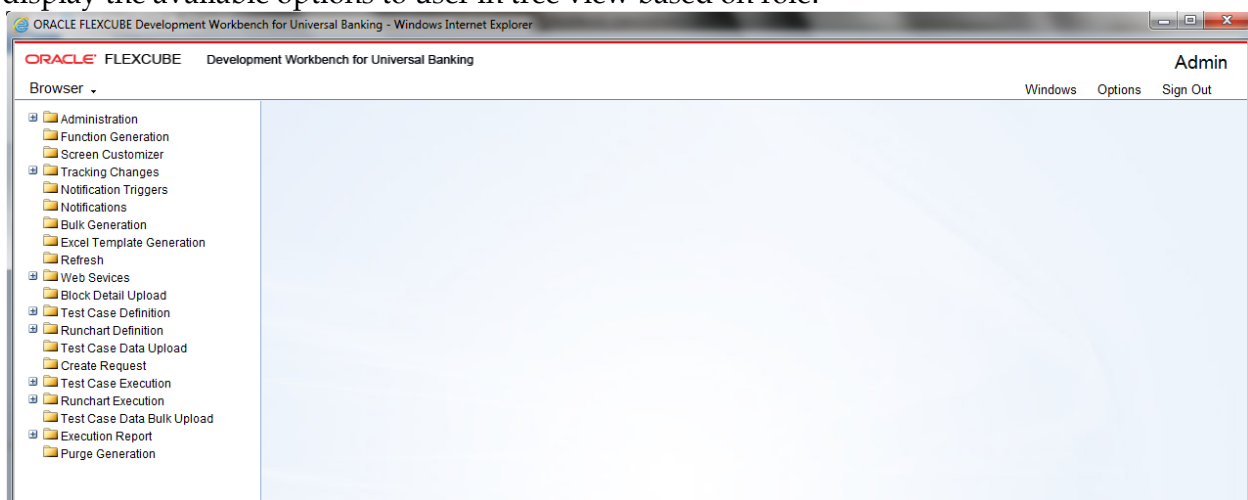 display the available options to user in tree view based on role.
ORACLE FLEXCUBE Development Workbench for Universal Banking - Windows Internet Explorer
ORACLE FLEXCUBE Development Workbench for Universal Banking Admin
Browser Windows Options Sign Out
Administration
Function Generation
Screen Customizer
Tracking Changes
Notification Triggers
Notifications
Bulk Generation
Excel Template Generation
Refresh
Web Sevices
Block Detail Upload
Test Case Definition
Runchart Definition
Test Case Data Upload
Create Request
Test Case Execution
Runchart Execution
Test Case Data Bulk Upload
Execution Report
Purge Generation